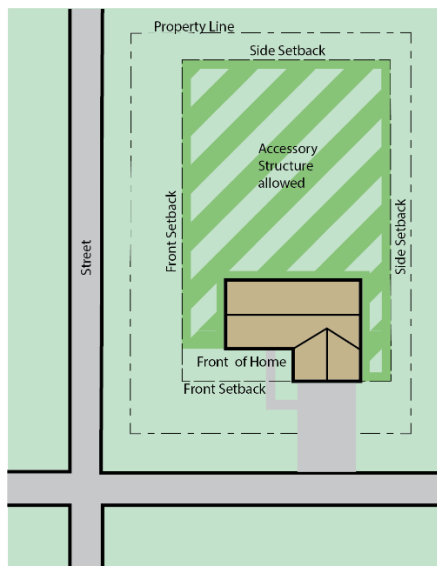 Property Line
Side Setback
Accessory
Structure
allowed
Front Setback
Side Setback
Street
Front of Home
Front Setback